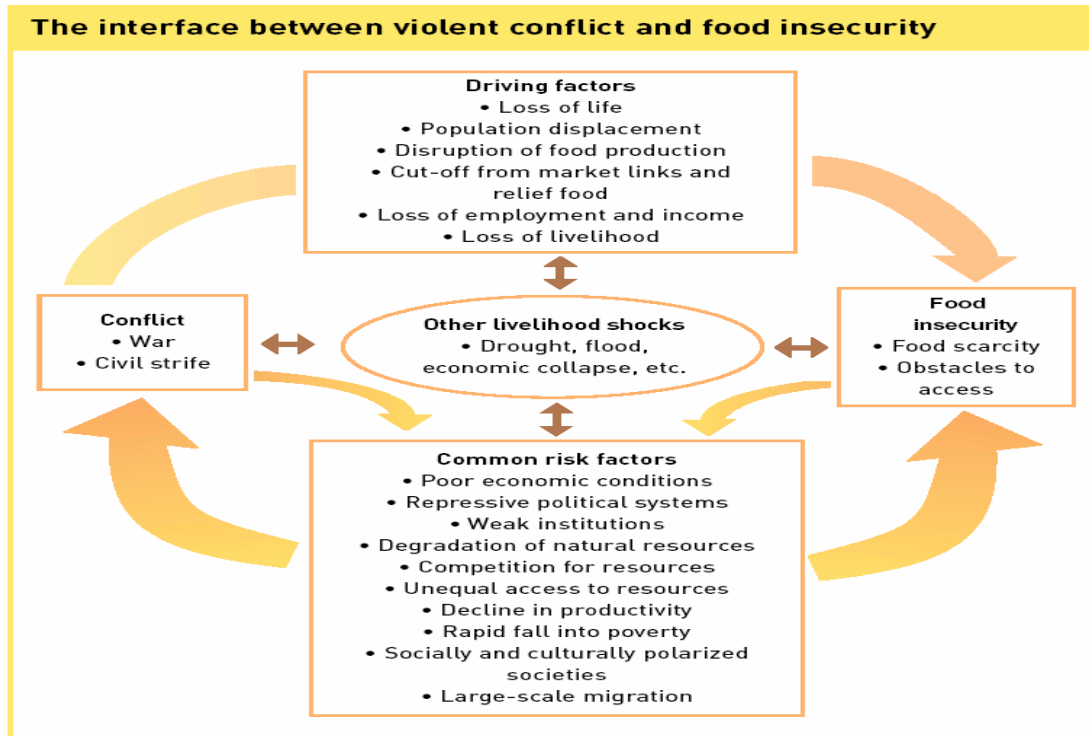 The interface between violent conflict and food insecurity
Driving factors
• Loss of life
• Population displacement
• Disruption of food production
• Cut-off from market links and
relief food
• Loss of employment and income
• Loss of livelihood
Conflict
• War
• Civil strife
Other livelihood shocks
• Drought, flood,
economic collapse, etc.
Food
insecurity
• Food scarcity
• Obstacles to
access
Common risk factors
• Poor economic conditions
• Repressive political systems
• Weak institutions
• Degradation of natural resources
• Competition for resources
• Unequal access to resources
• Decline in productivity
• Rapid fall into poverty
• Socially and culturally polarized
societies
• Large-scale migration